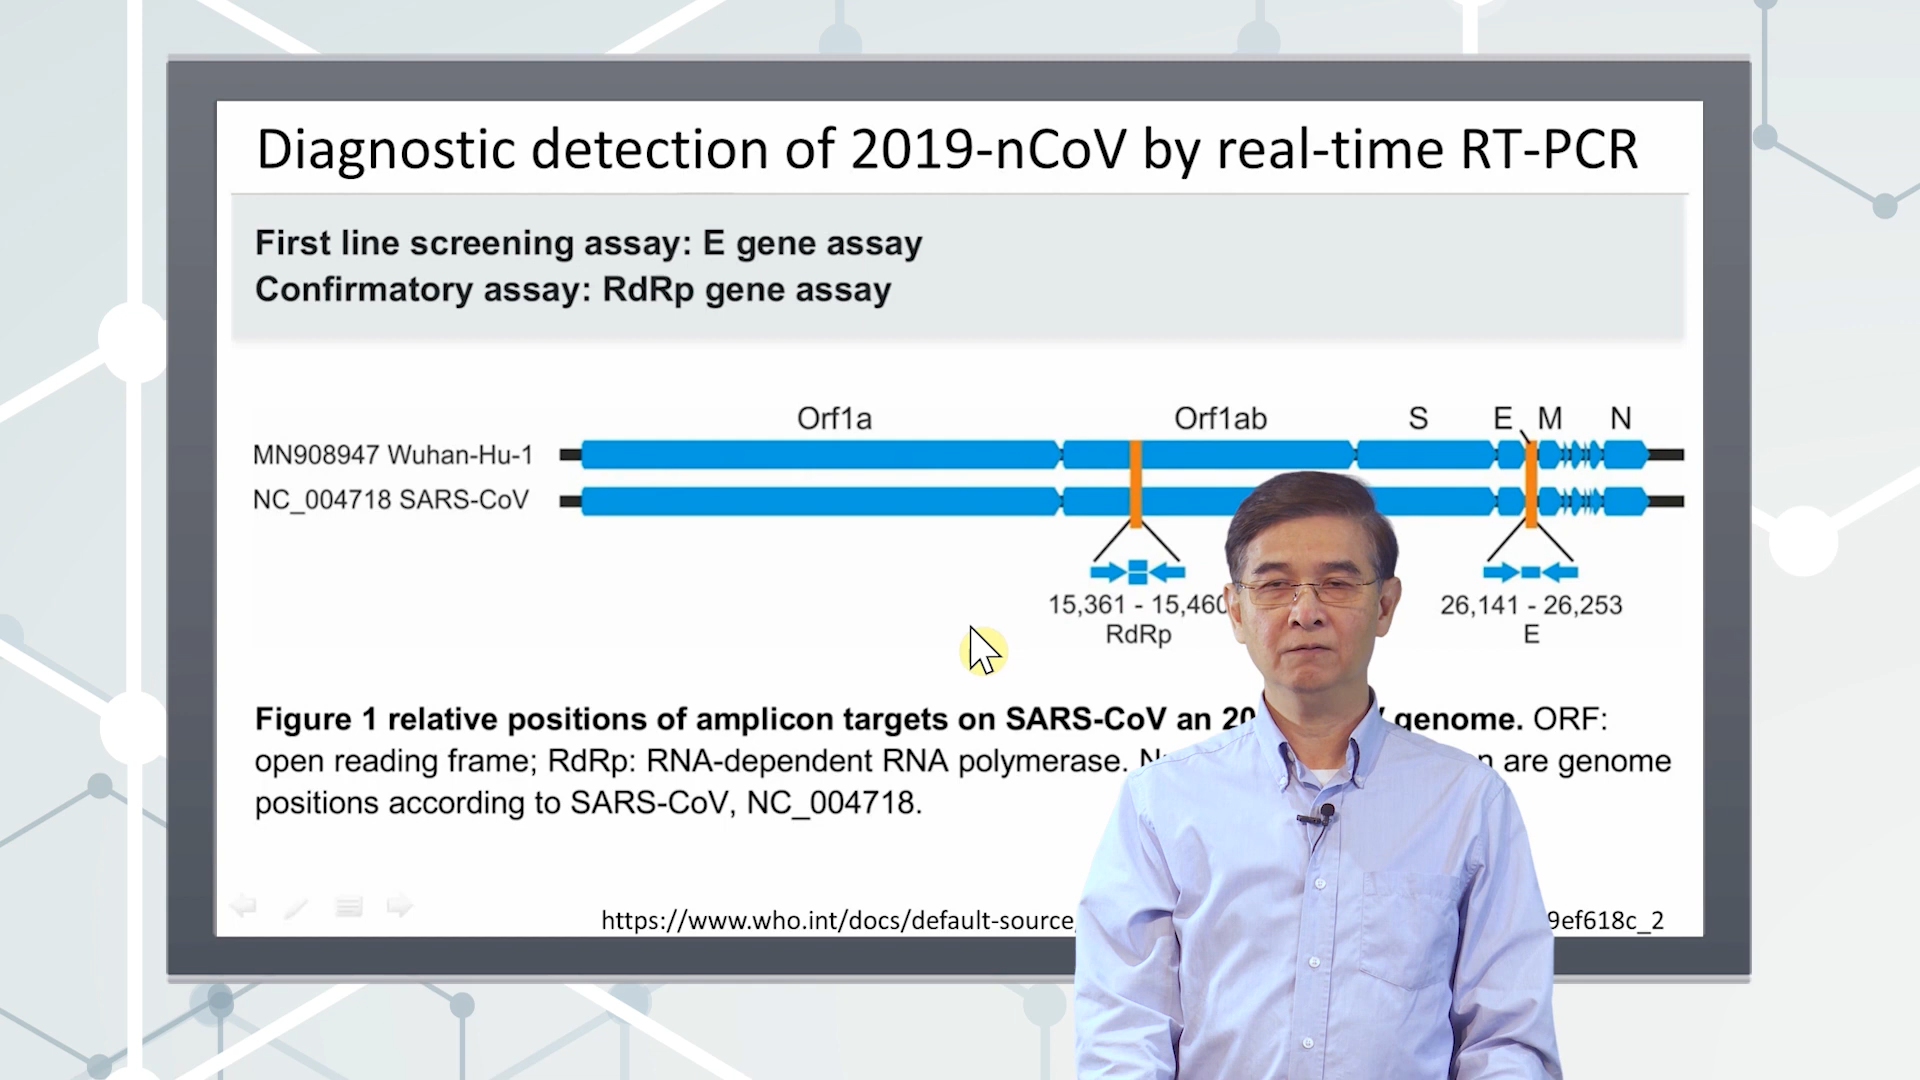 Diagnostic detection of 2019-nCoV by real-time RT-PCR
First line screening assay: E gene assay
Confirmatory assay: RdRp gene assay
Orf1a Orf1ab S E M N
MN908947 Wuhan-Hu-1
NC_004718 SARS-CoV
15,361 - 15,460 26,141 - 26,253
RdRp E
Figure 1 relative positions of amplicon targets on SARS-CoV an genome. ORF:
open reading frame; RdRp: RNA-dependent RNA polymerase. are genome
positions according to SARS-CoV, NC_004718.
https://www.who.int/docs/default-source 9ef618c_2